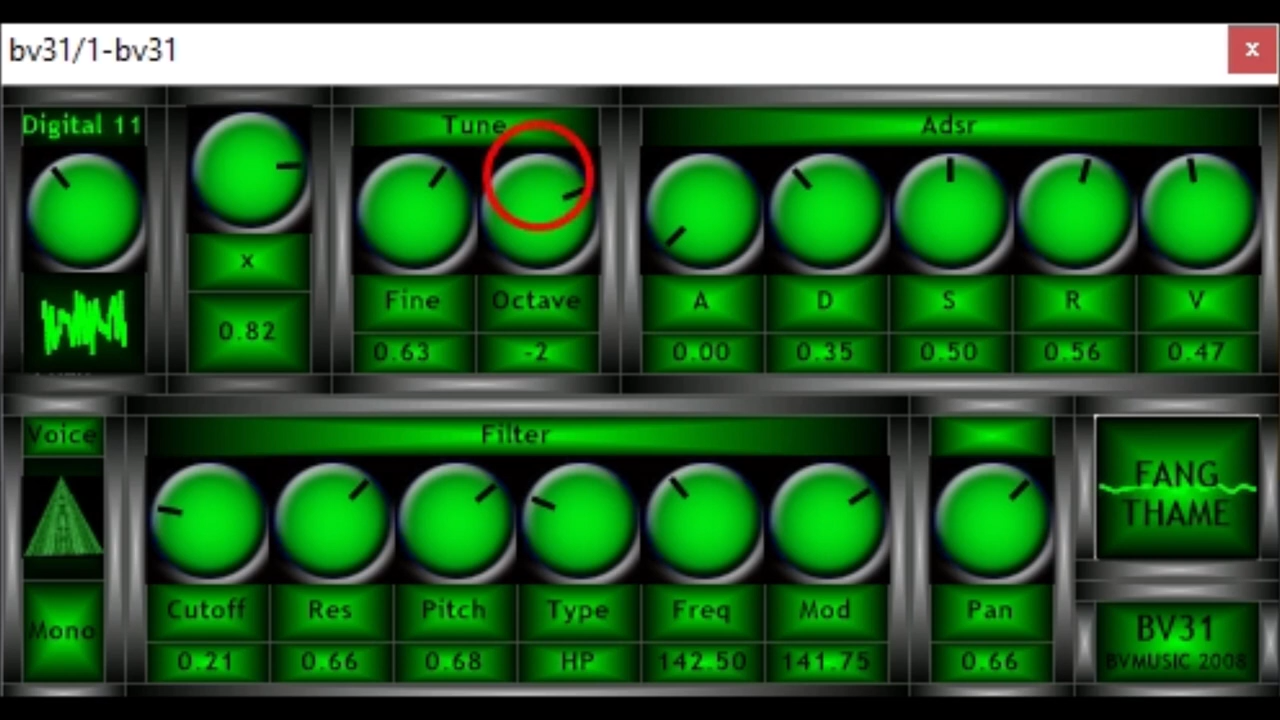 bv31/1-bv31
x
Digital 11
Tune
Adsr
x
Fine
Octave
A
D
S
R
V
0.82
0.63
-2
0.00
0.35
0.50
0.56
0.47
Voice
Filter
FANG
THAME
Mono
Cutoff
Res
Pitch
Type
Freq
Mod
Pan
BV31
BVMUSIC 2008
0.21
0.66
0.68
HP
142.50
141.75
0.66